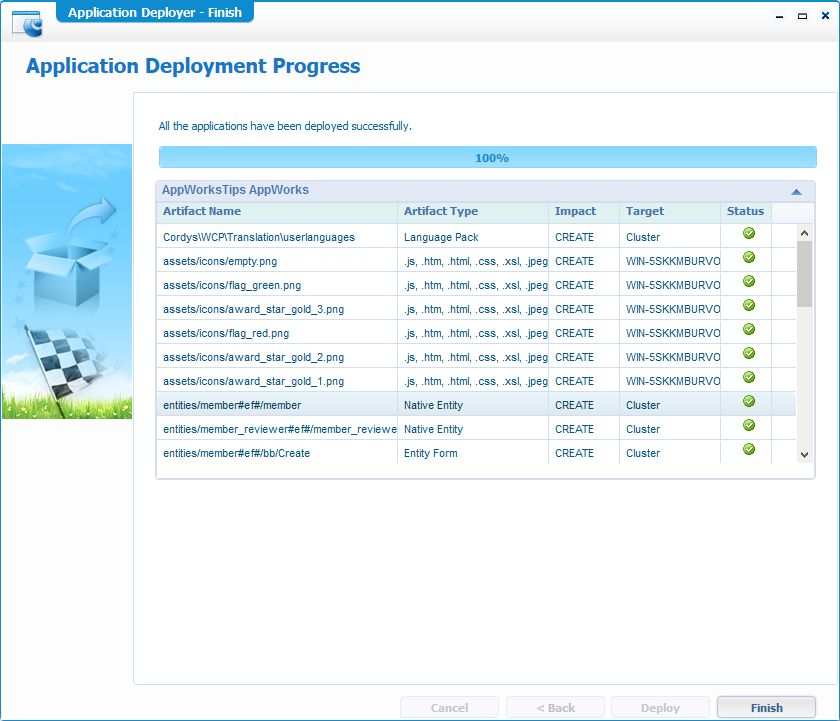 Application Deployer - Finish
Application Deployment Progress
All the applications have been deployed successfully.
100%
AppWorksTips AppWorks
Artifact Name Artifact Type Impact Target Status
Cordys\WCP\Translation\userlanguages Language Pack CREATE Cluster
assets/icons/empty.png .js, .htm, .html, .css, .xsl, .jpeg CREATE WIN-5SKKMBURVO
assets/icons/flag_green.png .js, .htm, .html, .css, .xsl, .jpeg CREATE WIN-5SKKMBURVO
assets/icons/award_star_gold_3.png .js, .htm, .html, .css, .xsl, .jpeg CREATE WIN-5SKKMBURVO
assets/icons/flag_red.png .js, .htm, .html, .css, .xsl, .jpeg CREATE WIN-5SKKMBURVO
assets/icons/award_star_gold_2.png .js, .htm, .html, .css, .xsl, .jpeg CREATE WIN-5SKKMBURVO
assets/icons/award_star_gold_1.png .js, .htm, .html, .css, .xsl, .jpeg CREATE WIN-5SKKMBURVO
entities/member#ef#/member Native Entity CREATE Cluster
entities/member_reviewer#ef#/member_reviewe Native Entity CREATE Cluster
entities/member#ef#/bb/Create Entity Form CREATE Cluster
Cancel < Back Deploy Finish